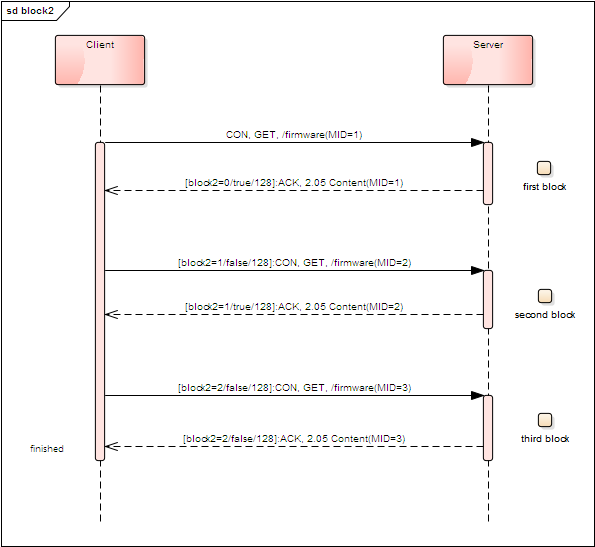 sd block2
Client
Server
CON, GET, /firmware(MID=1)
[block2=0/true/128]:ACK, 2.05 Content(MID=1)
first block
[block2=1/false/128]:CON, GET, /firmware(MID=2)
[block2=1/true/128]:ACK, 2.05 Content(MID=2)
second block
[block2=2/false/128]:CON, GET, /firmware(MID=3)
[block2=2/false/128]:ACK, 2.05 Content(MID=3)
third block
finished